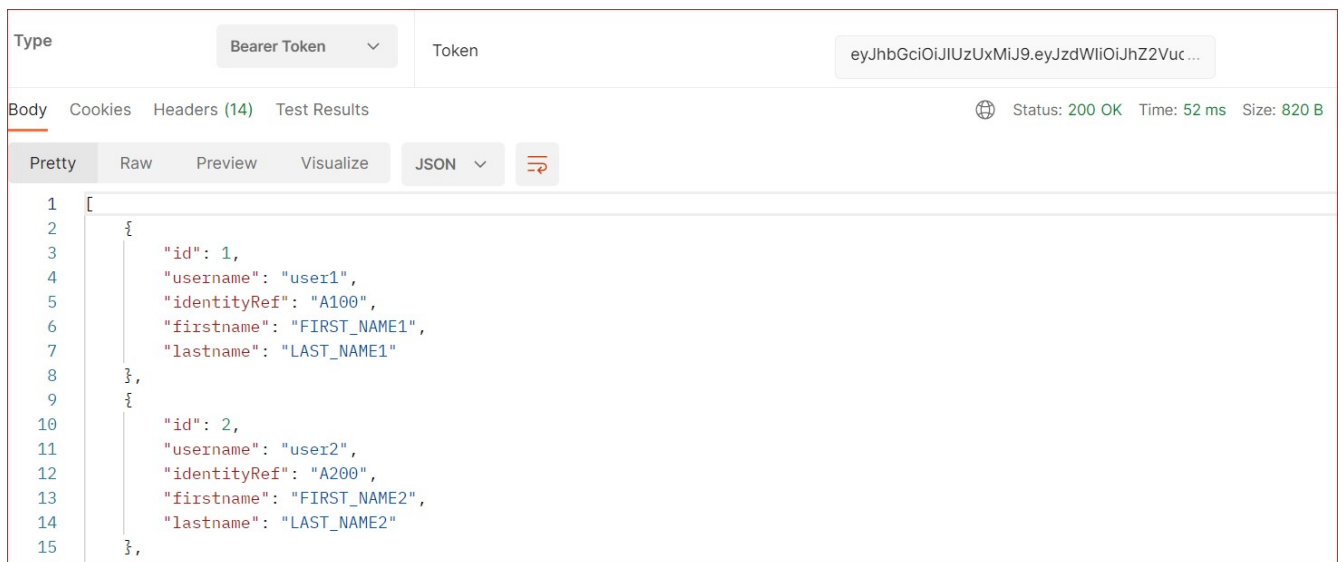 Type Bearer Token Token eyJhbGciOiJIUzUxMiJ9.eyJzdWIiOiJhZ2Vuc...
Body Cookies Headers (14) Test Results Status: 200 OK Time: 52 ms Size: 820 B
Pretty Raw Preview Visualize JSON
1 [
2 {
3 "id": 1,
4 "username": "user1",
5 "identityRef": "A100",
6 "firstname": "FIRST_NAME1",
7 "lastname": "LAST_NAME1"
8 },
9 {
10 "id": 2,
11 "username": "user2",
12 "identityRef": "A200",
13 "firstname": "FIRST_NAME2",
14 "lastname": "LAST_NAME2"
15 },